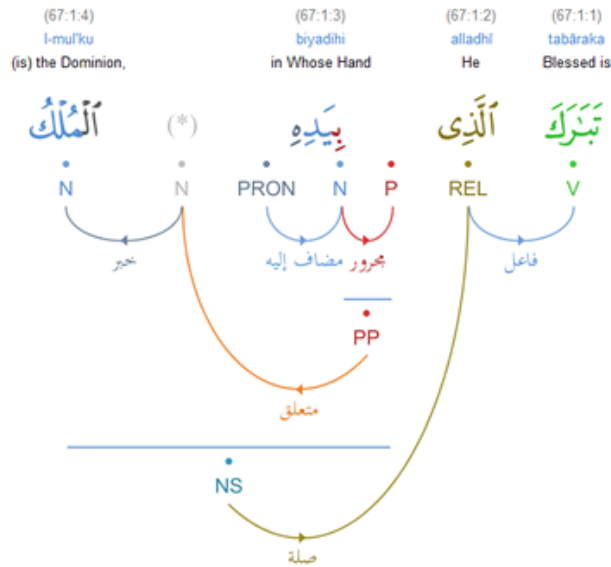 (67:1:4) (67:1:3) (67:1:2) (67:1:1)
l-mul'ku biyadihi alladhī tabāraka
(is) the Dominion, in Whose Hand He Blessed is
تَبَٰرَكَ ٱلَّذِى بِيَدِهِ (*) ٱلْمُلْكُ
N N PRON N P REL V
فاعل مجرور مضاف إليه خبر
PP
متعلق
NS
صلة